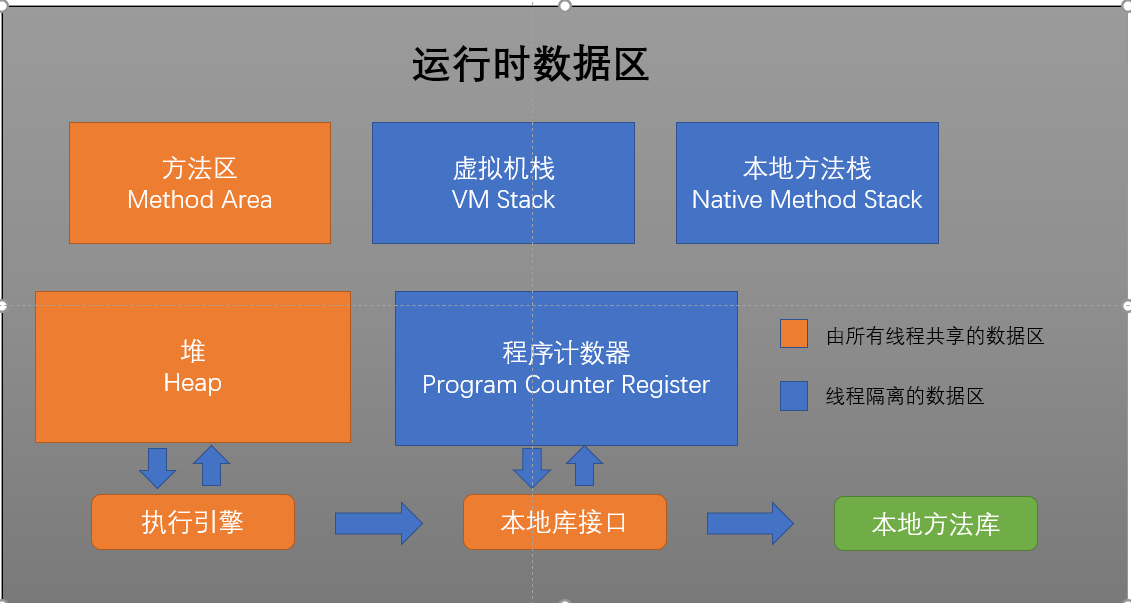 运行时数据区
方法区
Method Area
虚拟机栈
VM Stack
本地方法栈
Native Method Stack
堆
Heap
程序计数器
Program Counter Register
由所有线程共享的数据区
线程隔离的数据区
执行引擎
本地库接口
本地方法库